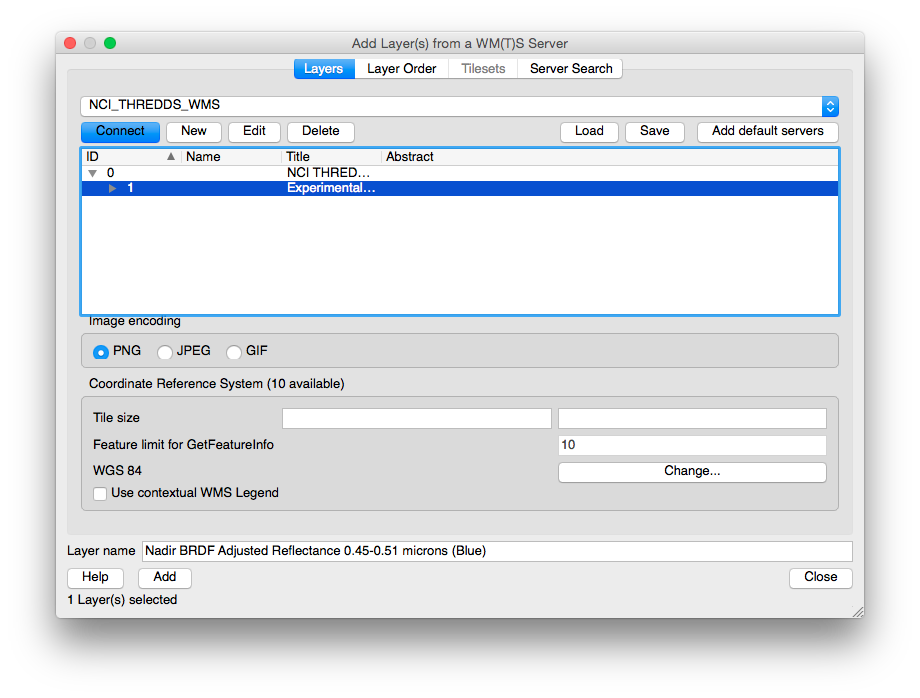 Add Layer(s) from a WM(T)S Server
Layers Layer Order Tilesets Server Search
NCI_THREDDS_WMS
Connect New Edit Delete Load Save Add default servers
ID Name Title Abstract
0 NCI THRED...
1 Experimental...
Image encoding
PNG JPEG GIF
Coordinate Reference System (10 available)
Tile size
Feature limit for GetFeatureInfo 10
WGS 84 Change...
Use contextual WMS Legend
Layer name Nadir BRDF Adjusted Reflectance 0.45-0.51 microns (Blue)
Help Add Close
1 Layer(s) selected